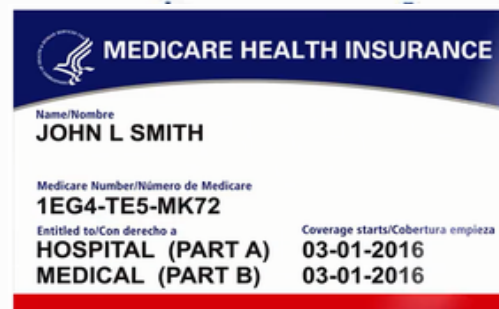 MEDICARE HEALTH INSURANCE
Name/Nombre
JOHN L SMITH
Medicare Number/Número de Medicare
1EG4-TE5-MK72
Entitled to/Con derecho a
Coverage starts/Cobertura empieza
HOSPITAL (PART A) 03-01-2016
MEDICAL (PART B) 03-01-2016